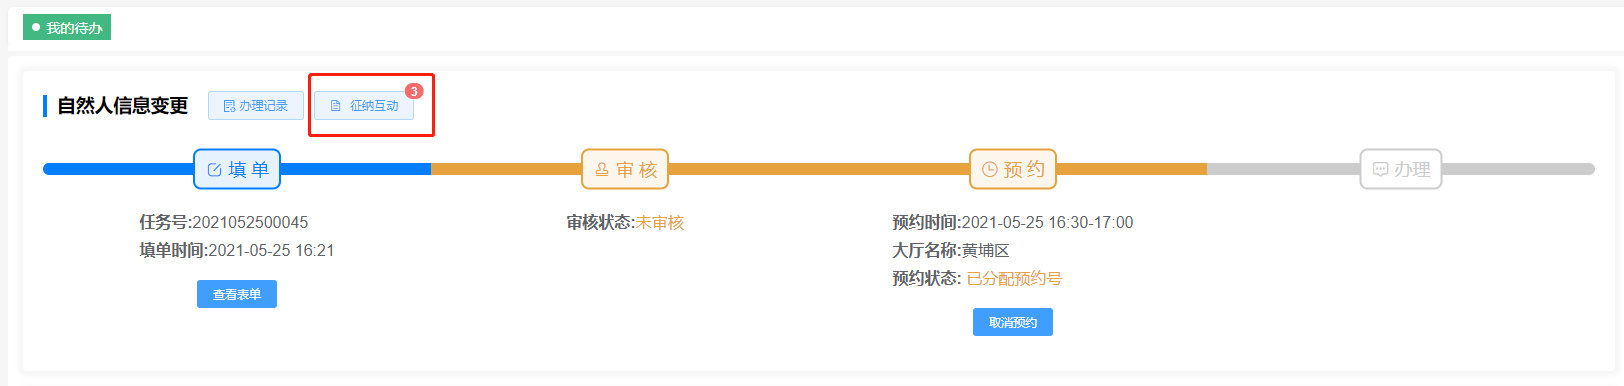 我的待办
自然人信息变更 办理记录 征纳互动 3
填单 审核 预约 办理
任务号:2021052500045 审核状态:未审核 预约时间:2021-05-25 16:30-17:00
填单时间:2021-05-25 16:21 大厅名称:黄埔区
预约状态: 已分配预约号
查看表单
取消预约